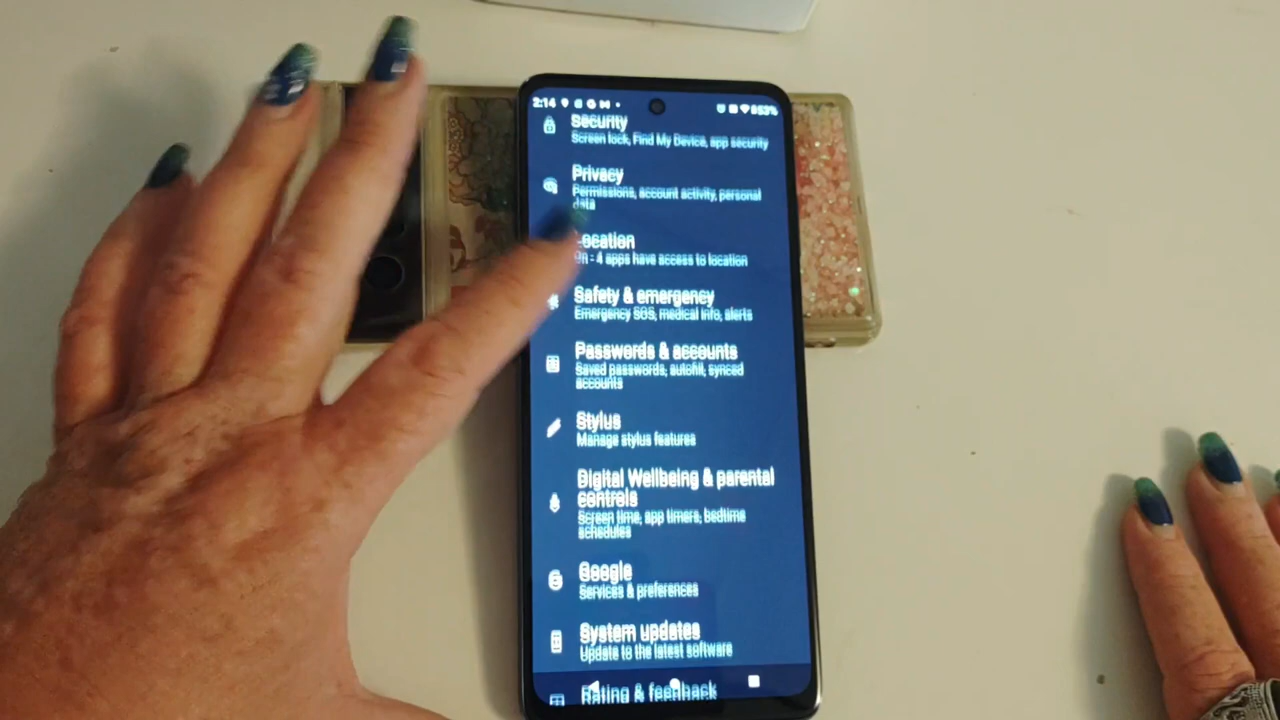 2:14
53%
Security
Screen lock, Find My Device, app security
Privacy
Permissions, account activity, personal
data
Location
On - 4 apps have access to location
Safety & emergency
Emergency SOS, medical info, alerts
Passwords & accounts
Saved passwords, autofill, synced
accounts
Stylus
Manage stylus features
Digital Wellbeing & parental
controls
Screen time, app timers, bedtime
schedules
Google
Services & preferences
System updates
Update to the latest software
Rating & feedback